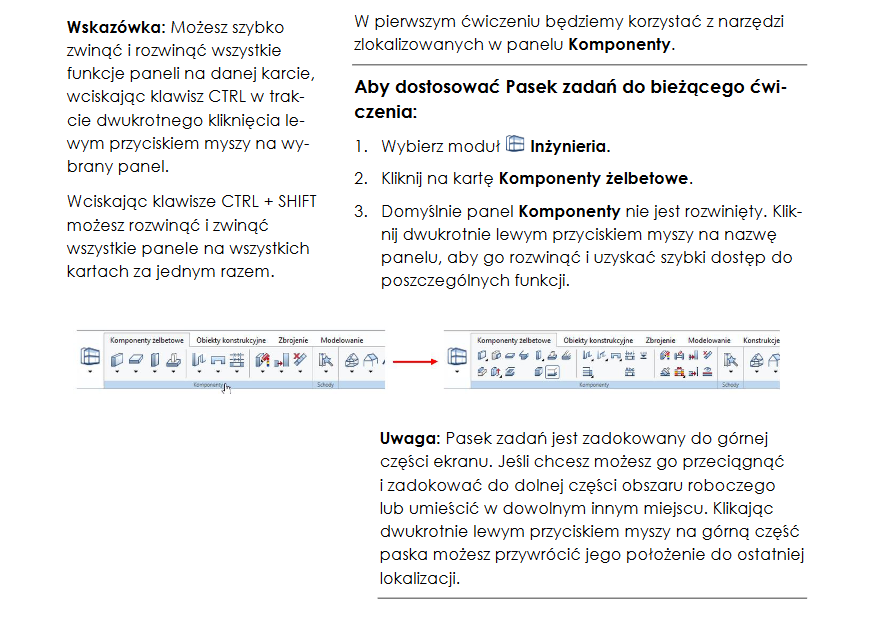 Wskazówka: Możesz szybko
zwinąć i rozwinąć wszystkie
funkcje paneli na danej karcie,
wciskając klawisz CTRL w trak-
cie dwukrotnego kliknięcia le-
wym przyciskiem myszy na wy-
brany panel.
Wciskając klawisze CTRL + SHIFT
możesz rozwinąć i zwinąć
wszystkie panele na wszystkich
kartach za jednym razem.
W pierwszym ćwiczeniu będziemy korzystać z narzędzi
zlokalizowanych w panelu Komponenty.
Aby dostosować Pasek zadań do bieżącego ćwi-
czenia:
1. Wybierz moduł Inżynieria.
2. Kliknij na kartę Komponenty żelbetowe.
3. Domyślnie panel Komponenty nie jest rozwinięty. Klik-
nij dwukrotnie lewym przyciskiem myszy na nazwę
panelu, aby go rozwinąć i uzyskać szybki dostęp do
poszczególnych funkcji.
Komponenty żelbetowe Obiekty konstrukcyjne Zbrojenie Modelowanie
Komponenty Schody
Komponenty żelbetowe Obiekty konstrukcyjne Zbrojenie Modelowanie Konstrukcje
Komponenty Schody
Uwaga: Pasek zadań jest zadokowany do górnej
części ekranu. Jeśli chcesz możesz go przeciągnąć
i zadokować do dolnej części obszaru roboczego
lub umieścić w dowolnym innym miejscu. Klikając
dwukrotnie lewym przyciskiem myszy na górną część
paska możesz przywrócić jego położenie do ostatniej
lokalizacji.